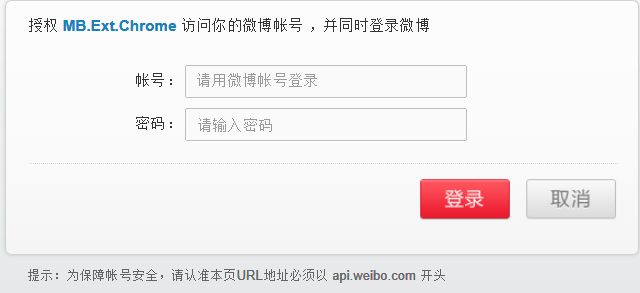 授权 MB.Ext.Chrome 访问你的微博帐号 ，并同时登录微博
帐号： 请用微博帐号登录
密码： 请输入密码
登录 取消
提示：为保障帐号安全，请认准本页URL地址必须以 api.weibo.com 开头